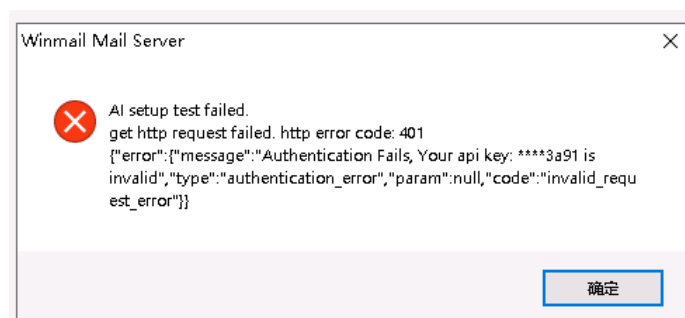 Winmail Mail Server
AI setup test failed.
get http request failed. http error code: 401
{"error":{"message":"Authentication Fails, Your api key: ****3a91 is
invalid","type":"authentication_error","param":null,"code":"invalid_requ
est_error"}}
确定